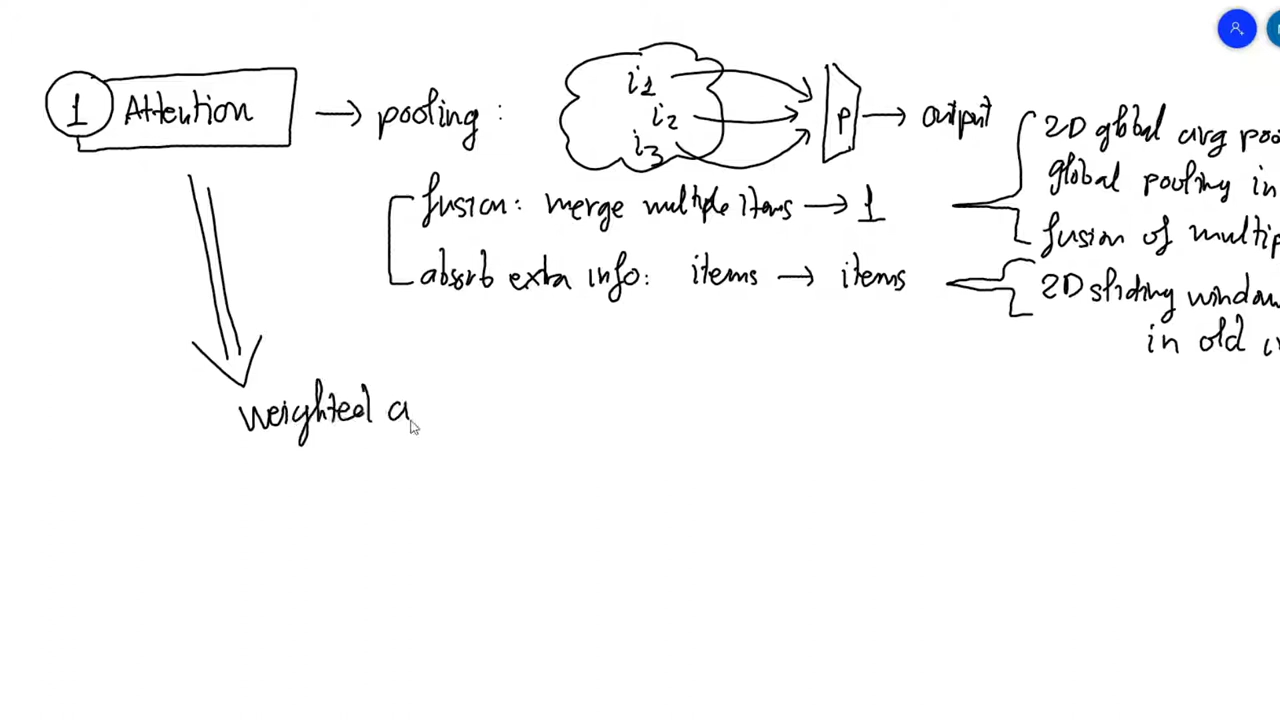 1 Attention → pooling : i1 i2 i3 P → output
2D global avg poo
global pooling in
fusion: merge multiple items → 1
fusion of multip
absorb extra info: items → items
2D sliding window
in old
weighted a